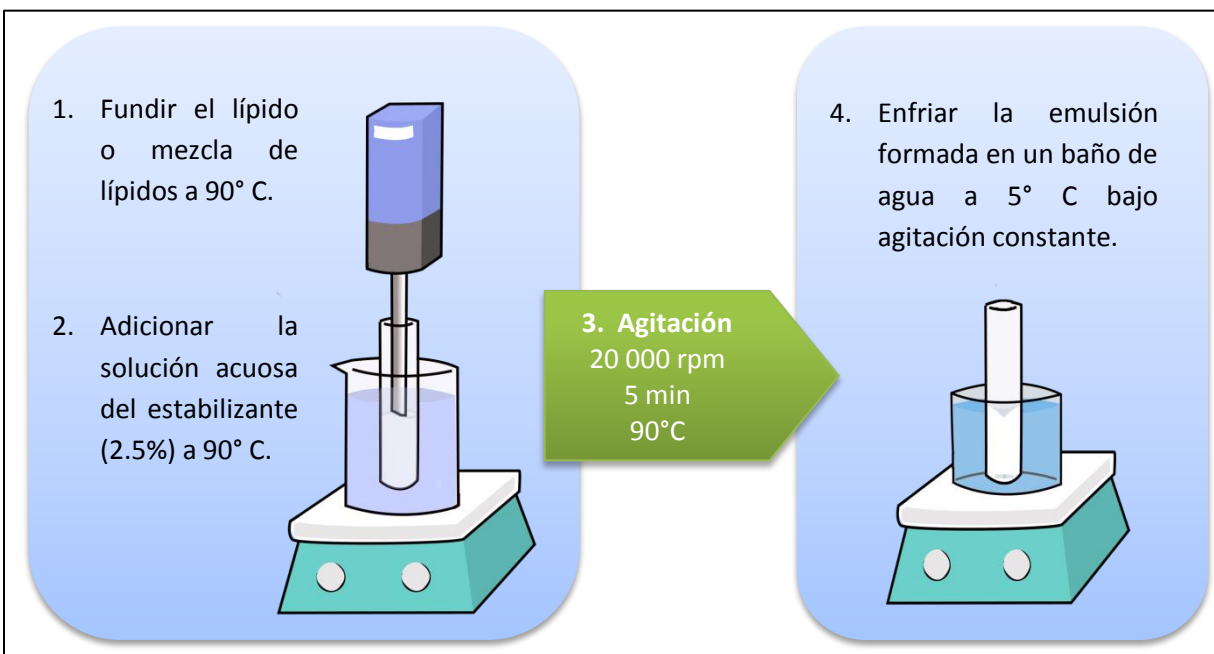 1. Fundir el lípido
o mezcla de
lípidos a 90° C.
2. Adicionar la
solución acuosa
del estabilizante
(2.5%) a 90° C.
3. Agitación
20 000 rpm
5 min
90°C
4. Enfriar la emulsión
formada en un baño de
agua a 5° C bajo
agitación constante.